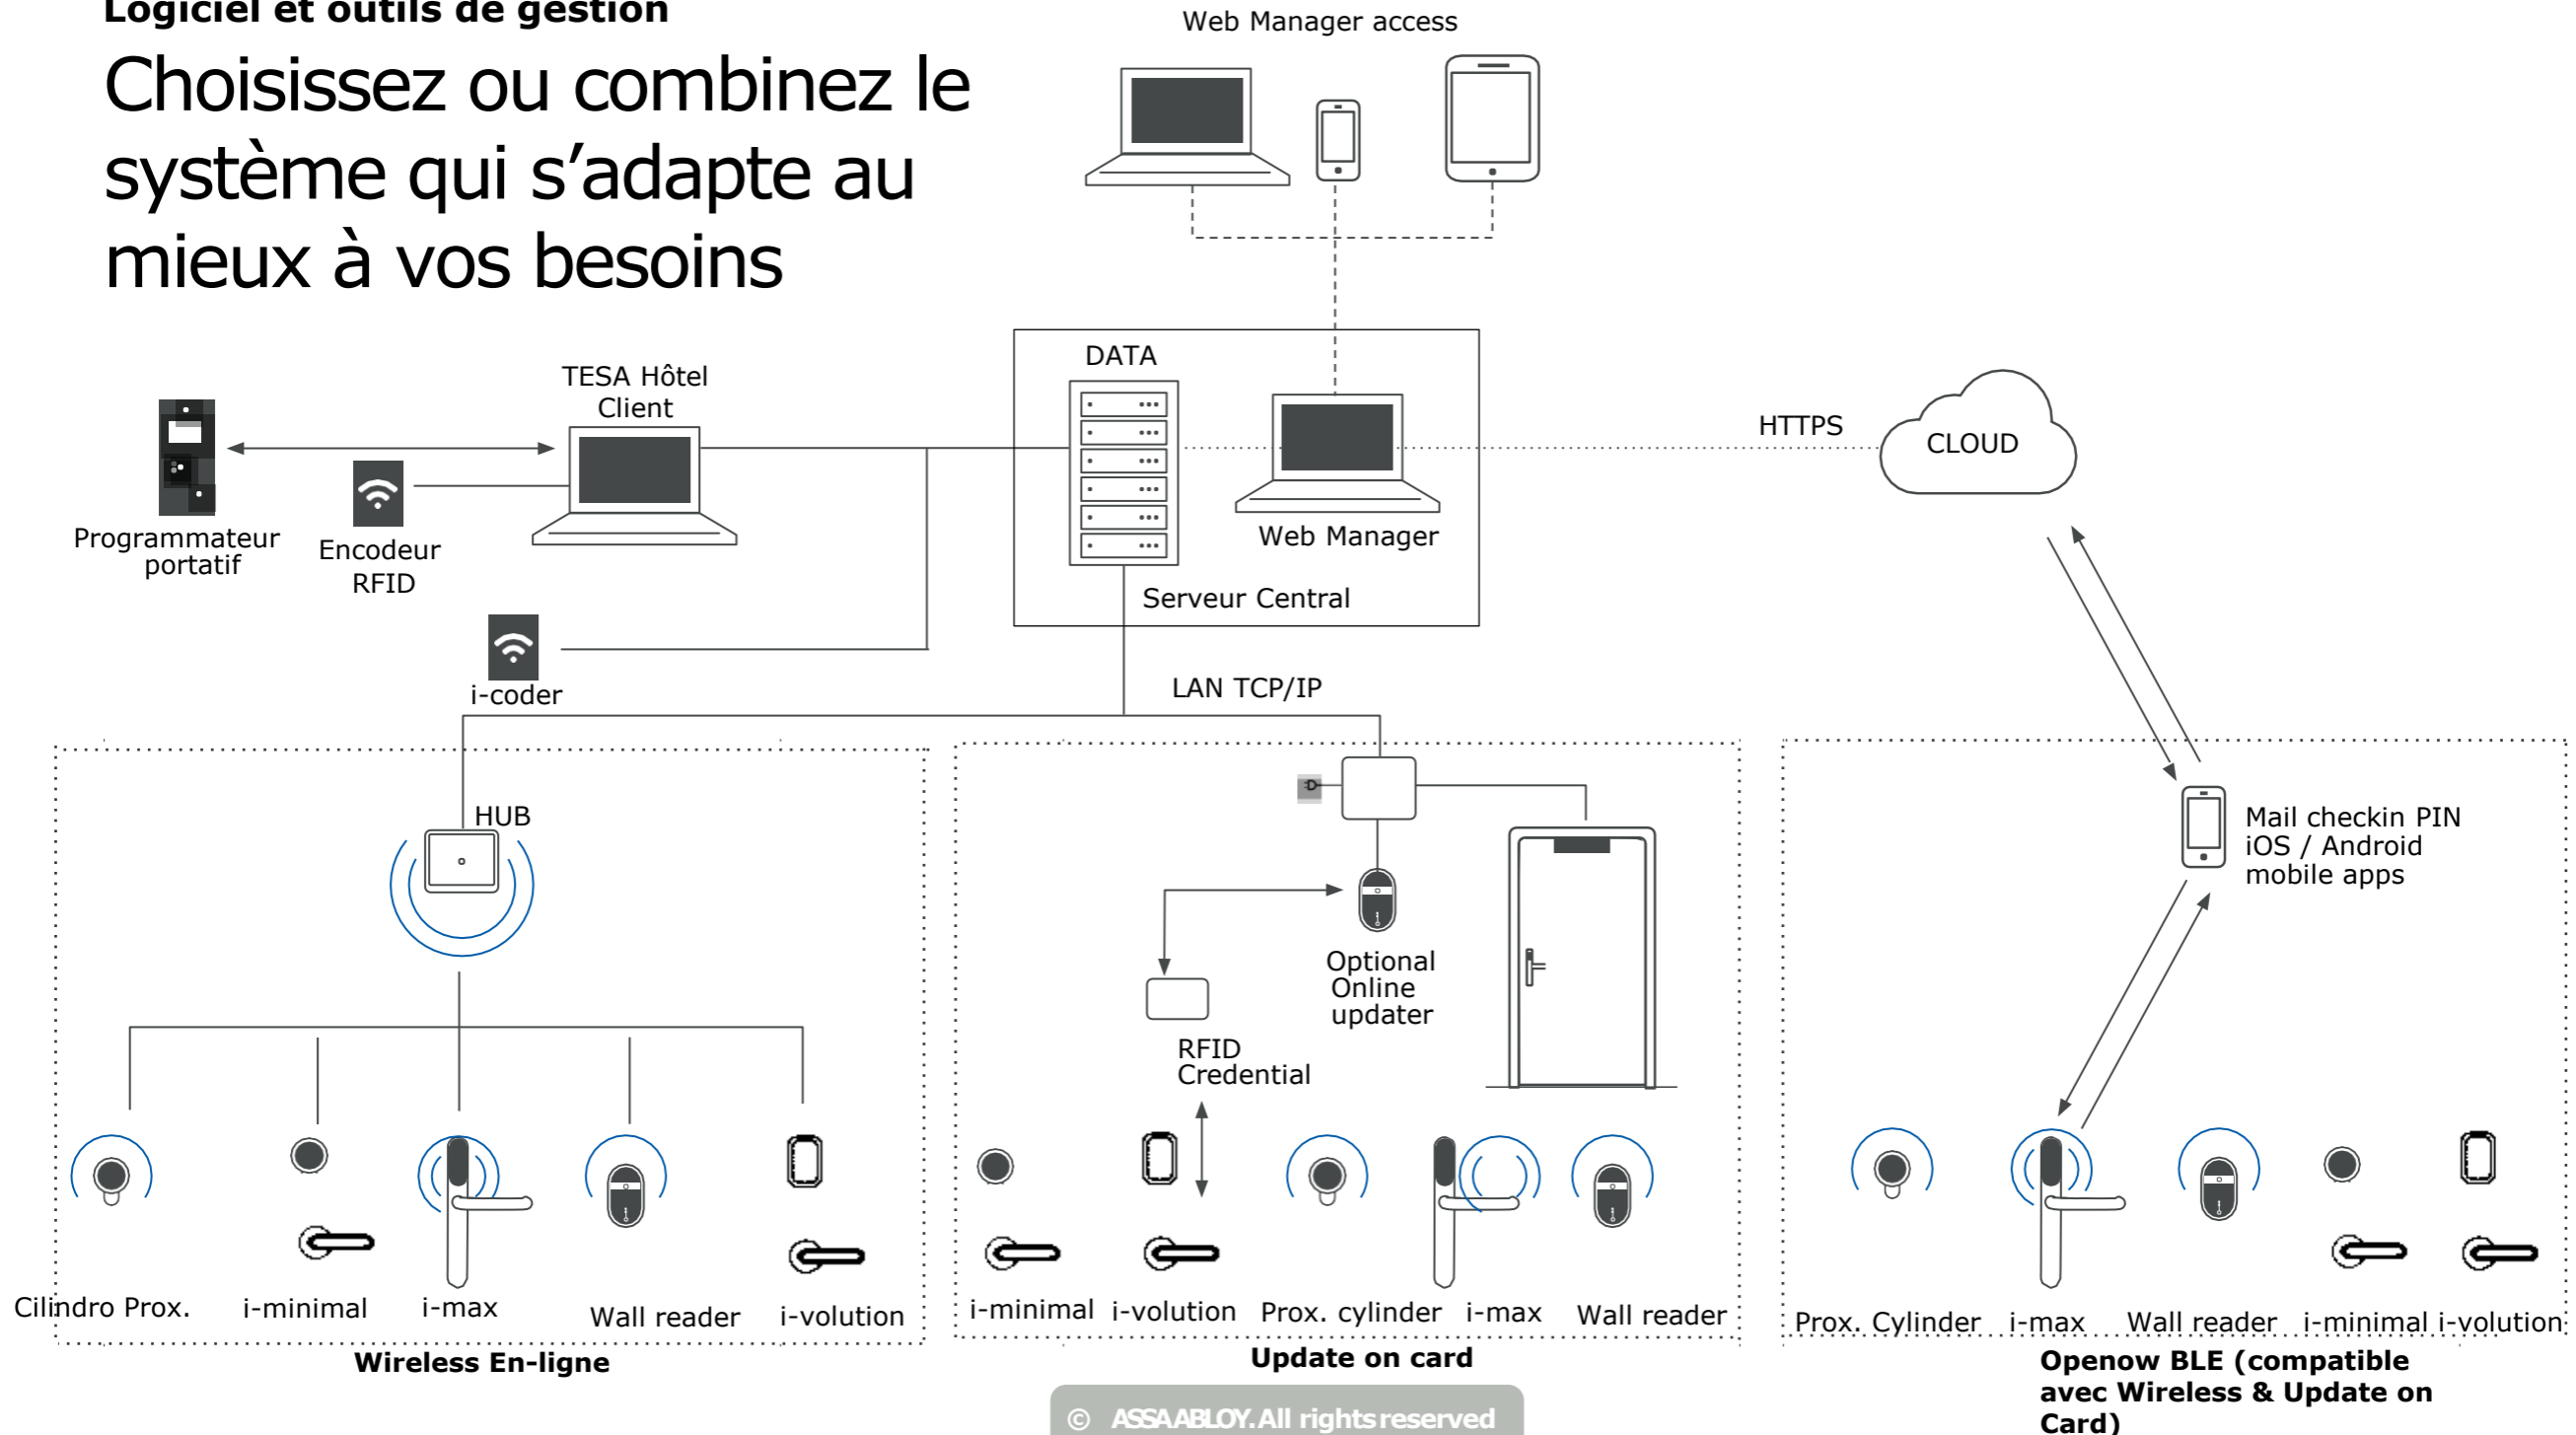 Logiciel et outils de gestion
Choisissez ou combinez le
système qui s’adapte au
mieux à vos besoins
Web Manager access
DATA
TESA Hôtel
Client
HTTPS
CLOUD
Programmateur
portatif
Encodeur
RFID
Web Manager
Serveur Central
i-coder
LAN TCP/IP
HUB
Mail checkin PIN
iOS / Android
mobile apps
Optional
Online
updater
RFID
Credential
Cilindro Prox.
i-minimal
i-max
Wall reader
i-volution
i-minimal
i-volution
Prox. cylinder
i-max
Wall reader
Prox. Cylinder
i-max
Wall reader
i-minimal
i-volution
Wireless En-ligne
Update on card
Openow BLE (compatible
avec Wireless & Update on
Card)
© ASSA ABLOY. All rights reserved